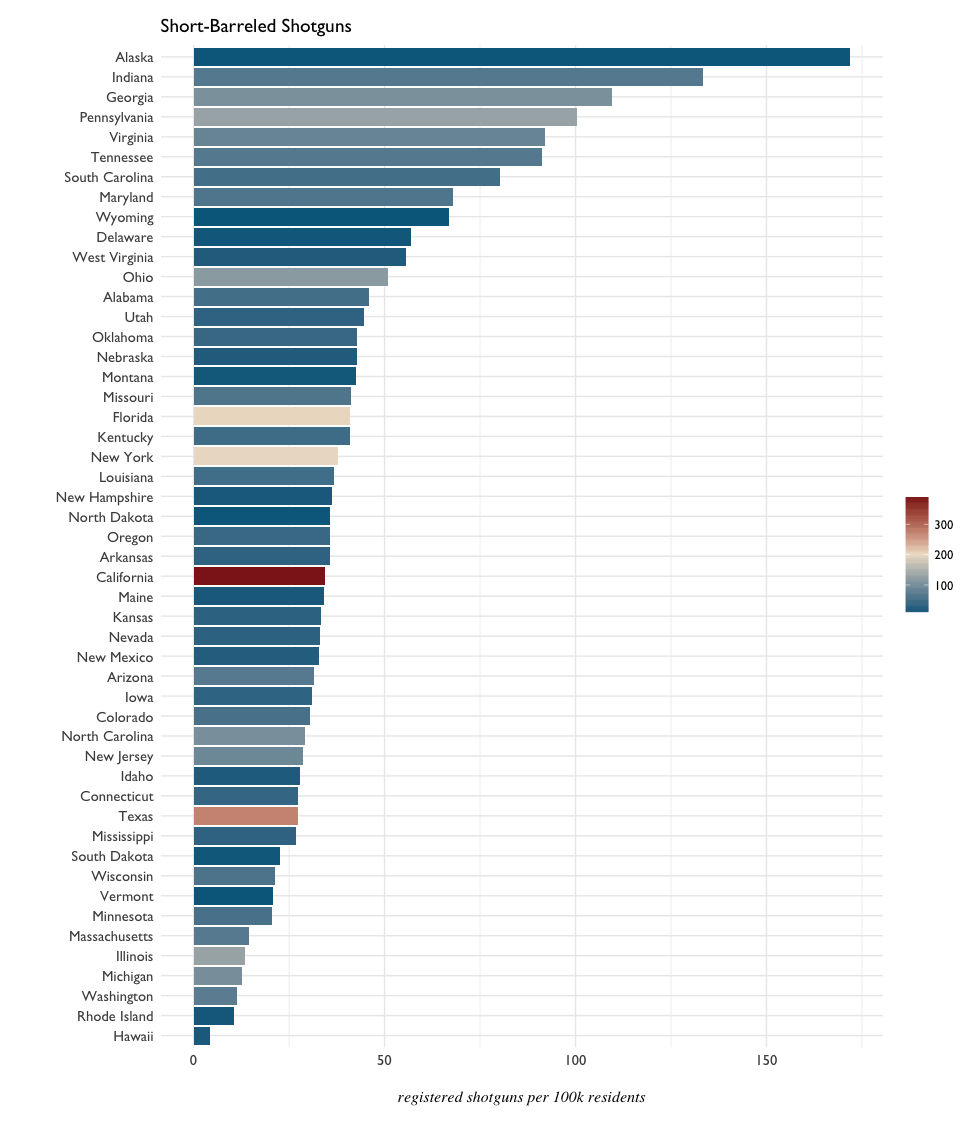 Short-Barreled Shotguns
Alaska
Indiana
Georgia
Pennsylvania
Virginia
Tennessee
South Carolina
Maryland
Wyoming
Delaware
West Virginia
Ohio
Alabama
Utah
Oklahoma
Nebraska
Montana
Missouri
Florida
Kentucky
New York
Louisiana
New Hampshire
North Dakota
Oregon
Arkansas
California
Maine
Kansas
Nevada
New Mexico
Arizona
Iowa
Colorado
North Carolina
New Jersey
Idaho
Connecticut
Texas
Mississippi
South Dakota
Wisconsin
Vermont
Minnesota
Massachusetts
Illinois
Michigan
Washington
Rhode Island
Hawaii
0 50 100 150
registered shotguns per 100k residents
300
200
100